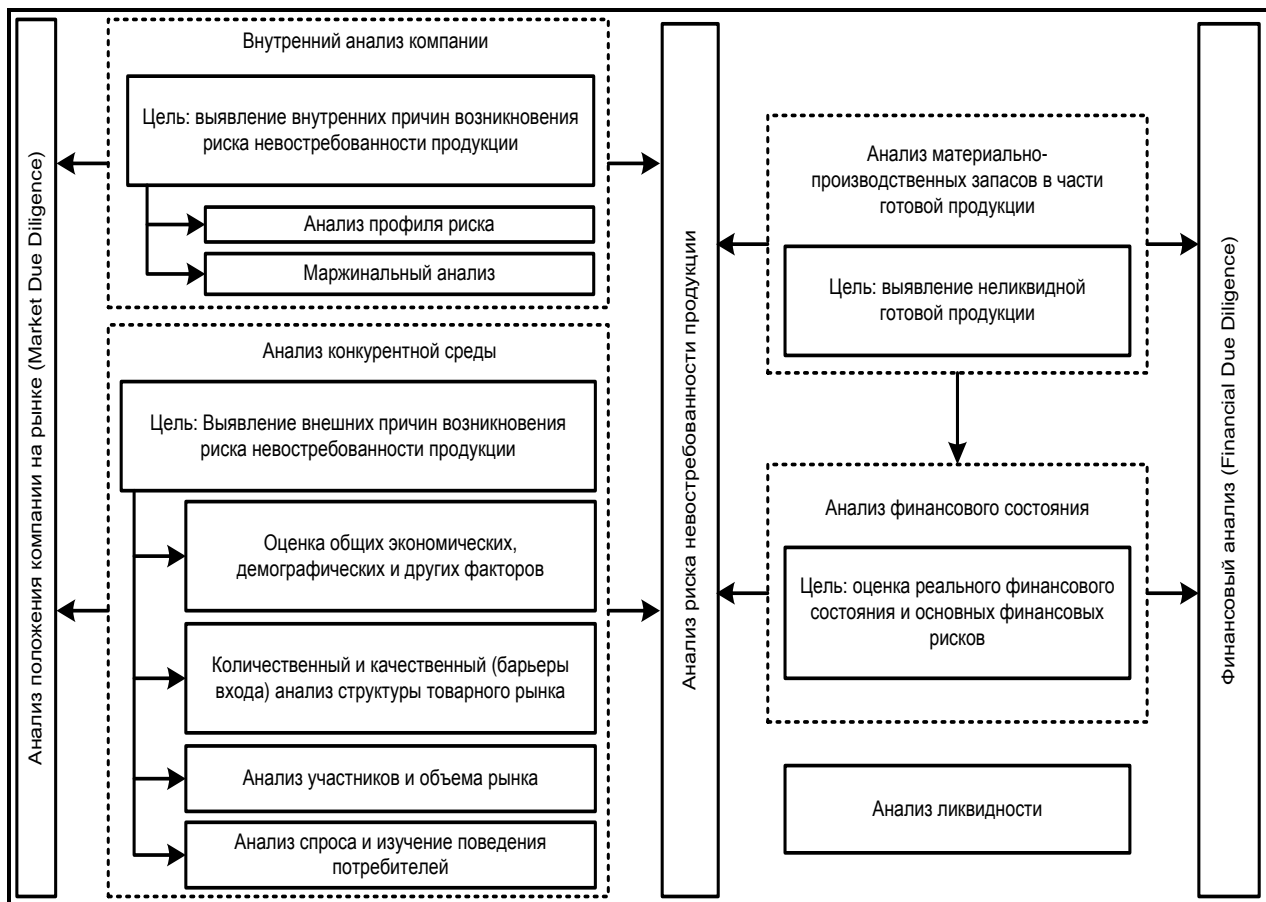 Анализ положения компании на рынке (Market Due Diligence)
Внутренний анализ компании
Цель: выявление внутренних причин возникновения
риска невостребованности продукции
Анализ профиля риска
Маржинальный анализ
Анализ конкурентной среды
Цель: Выявление внешних причин возникновения
риска невостребованности продукции
Оценка общих экономических,
демографических и других факторов
Количественный и качественный (барьеры
входа) анализ структуры товарного рынка
Анализ участников и объема рынка
Анализ спроса и изучение поведения
потребителей
Анализ риска невостребованности продукции
Анализ материально-
производственных запасов в части
готовой продукции
Цель: выявление неликвидной
готовой продукции
Анализ финансового состояния
Цель: оценка реального финансового
состояния и основных финансовых
рисков
Анализ ликвидности
Финансовый анализ (Financial Due Diligence)